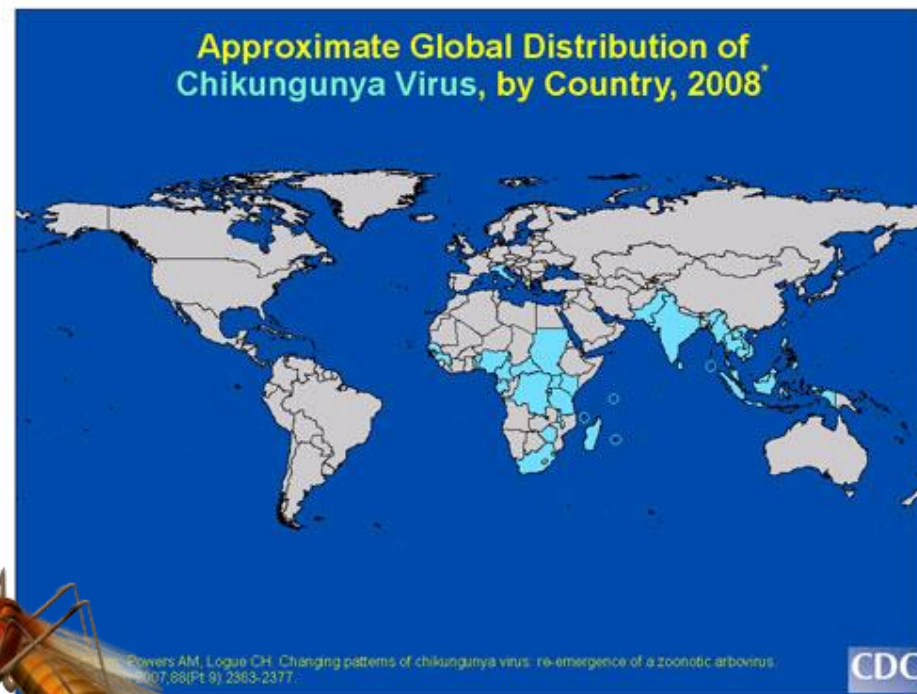 Approximate Global Distribution of
Chikungunya Virus, by Country, 2008*
Powers AM, Logue CH. Changing patterns of chikungunya virus: re-emergence of a zoonotic arbovirus.
2007;88(Pt 9):2363-2377.
CDC